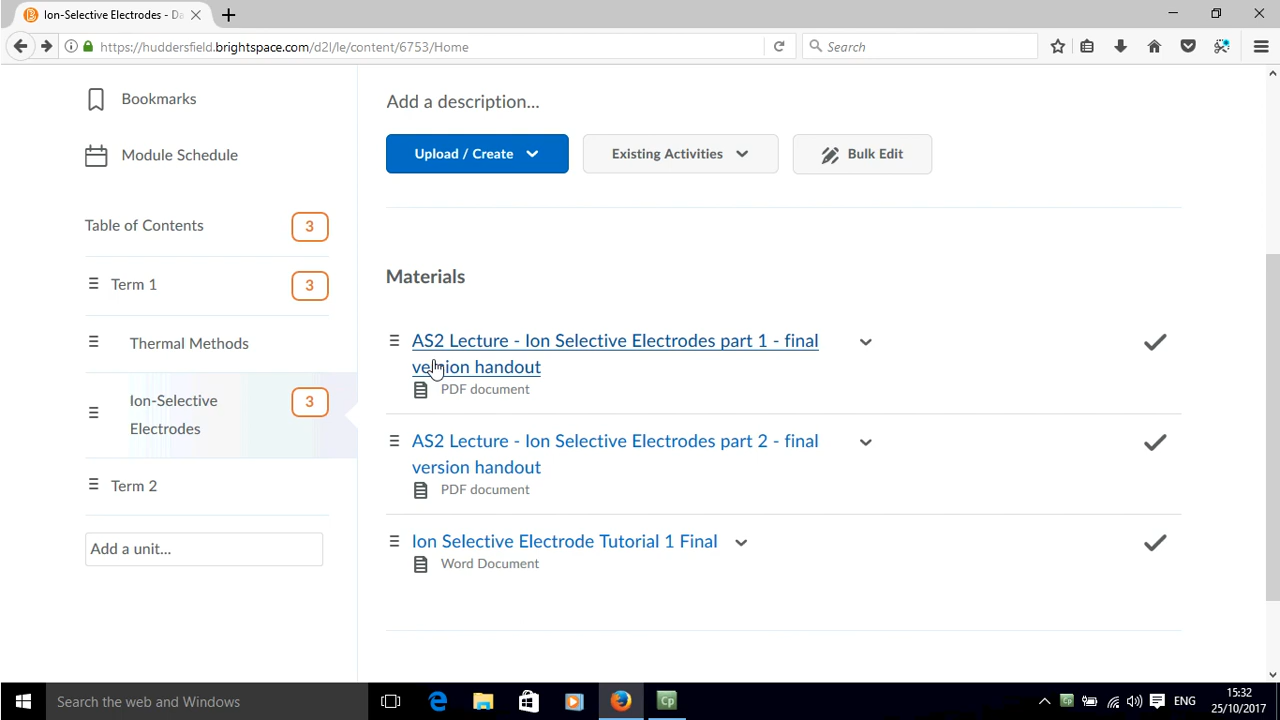 Ion-Selective Electrodes - Da
https://huddersfield.brightspace.com/d2l/le/content/6753/Home
Search
Bookmarks
Module Schedule
Table of Contents
3
Term 1
3
Thermal Methods
Ion-Selective
Electrodes
3
Term 2
Add a unit...
Add a description...
Upload / Create
Existing Activities
Bulk Edit
Materials
AS2 Lecture - Ion Selective Electrodes part 1 - final
version handout
PDF document
AS2 Lecture - Ion Selective Electrodes part 2 - final
version handout
PDF document
Ion Selective Electrode Tutorial 1 Final
Word Document
Search the web and Windows
Cp
Cp
ENG
15:32
25/10/2017